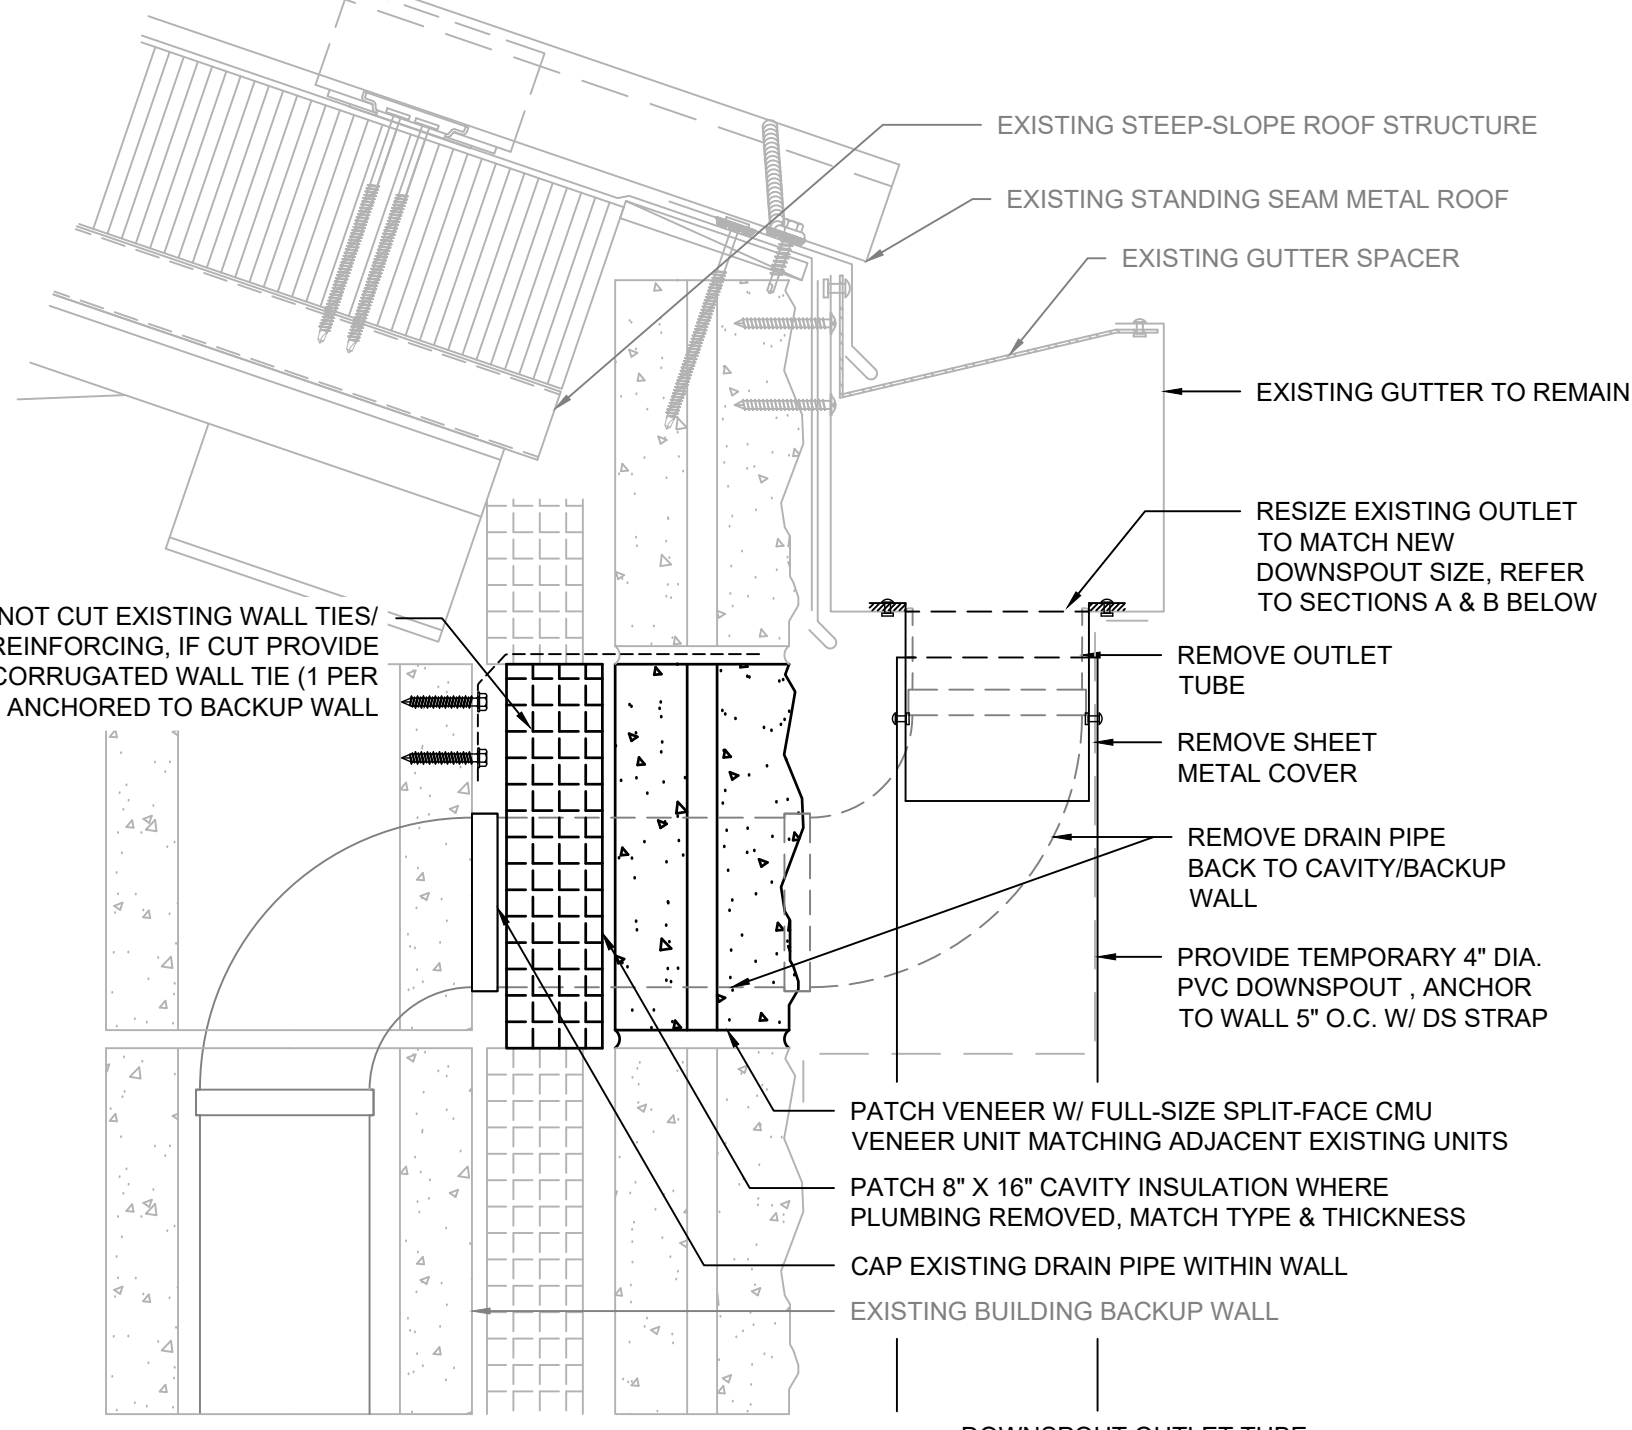 EXISTING STEEP-SLOPE ROOF STRUCTURE
EXISTING STANDING SEAM METAL ROOF
EXISTING GUTTER SPACER
EXISTING GUTTER TO REMAIN
RESIZE EXISTING OUTLET
TO MATCH NEW
DOWNSPOUT SIZE, REFER
TO SECTIONS A & B BELOW
NOT CUT EXISTING WALL TIES/
REINFORCING, IF CUT PROVIDE
CORRUGATED WALL TIE (1 PER
ANCHORED TO BACKUP WALL
REMOVE OUTLET
TUBE
REMOVE SHEET
METAL COVER
REMOVE DRAIN PIPE
BACK TO CAVITY/BACKUP
WALL
PROVIDE TEMPORARY 4" DIA.
PVC DOWNSPOUT , ANCHOR
TO WALL 5" O.C. W/ DS STRAP
PATCH VENEER W/ FULL-SIZE SPLIT-FACE CMU
VENEER UNIT MATCHING ADJACENT EXISTING UNITS
PATCH 8" X 16" CAVITY INSULATION WHERE
PLUMBING REMOVED, MATCH TYPE & THICKNESS
CAP EXISTING DRAIN PIPE WITHIN WALL
EXISTING BUILDING BACKUP WALL
DOWNSPOUT OUTLET TUBE